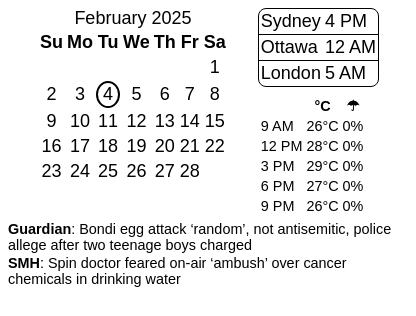 February 2025
Su Mo Tu We Th Fr Sa
1
2 3 4 5 6 7 8
9 10 11 12 13 14 15
16 17 18 19 20 21 22
23 24 25 26 27 28
Sydney 4 PM
Ottawa 12 AM
London 5 AM
°C ☂
9 AM 26°C 0%
12 PM 28°C 0%
3 PM 29°C 0%
6 PM 27°C 0%
9 PM 26°C 0%
Guardian: Bondi egg attack ‘random’, not antisemitic, police
allege after two teenage boys charged
SMH: Spin doctor feared on-air ‘ambush’ over cancer
chemicals in drinking water